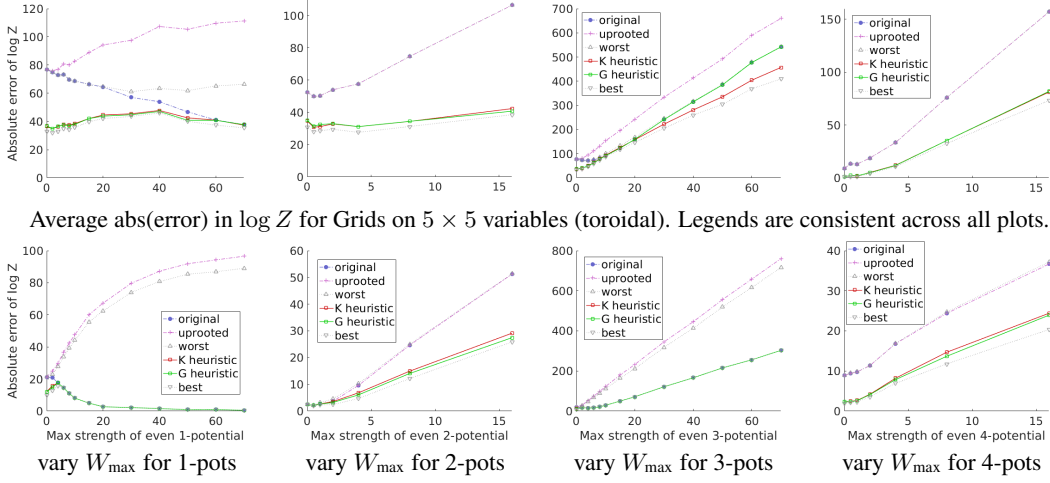 Absolute error of log Z
120
100
80
60
40
20
0
0 20 40 60
100
80
60
40
0 5 10 15
700
600
500
400
300
200
100
0
0 20 40 60
original
uprooted
worst
K heuristic
G heuristic
best
150
100
50
0
0 5 10 15
original
uprooted
worst
K heuristic
G heuristic
best
Average abs(error) in log Z for Grids on 5 × 5 variables (toroidal). Legends are consistent across all plots.
Absolute error of log Z
100
80
60
40
20
0
0 20 40 60
Max strength of even 1-potential
original
uprooted
worst
K heuristic
G heuristic
best
60
50
40
30
20
10
0
0 5 10 15
Max strength of even 2-potential
original
uprooted
worst
K heuristic
G heuristic
best
800
600
400
200
0
0 20 40 60
Max strength of even 3-potential
original
uprooted
worst
K heuristic
G heuristic
best
40
30
20
10
0
0 5 10 15
Max strength of even 4-potential
original
uprooted
worst
K heuristic
G heuristic
best
vary Wmax for 1-pots
vary Wmax for 2-pots
vary Wmax for 3-pots
vary Wmax for 4-pots